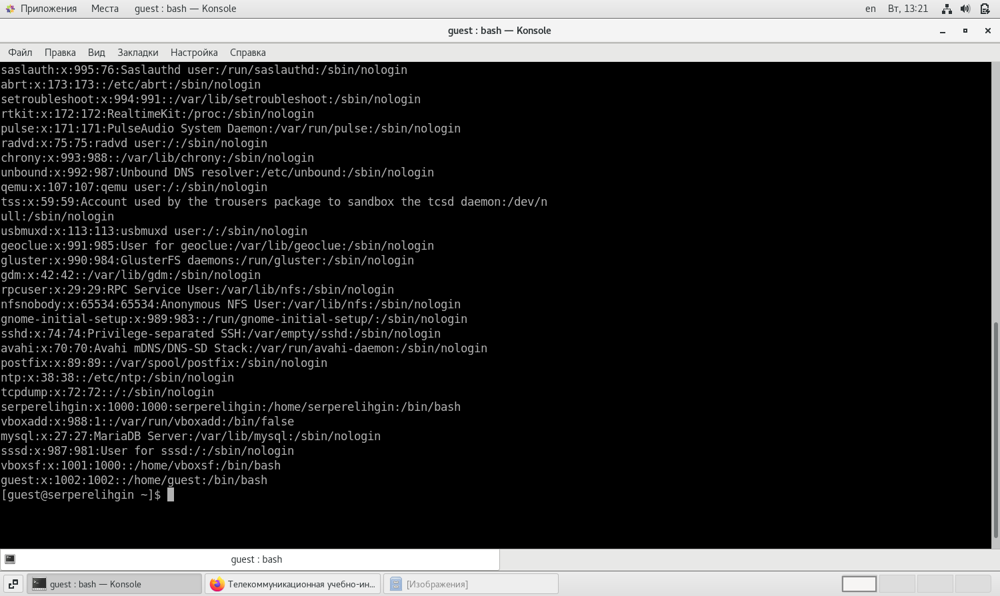 Приложения Места guest : bash — Konsole en Вт, 13:21
guest : bash — Konsole
Файл Правка Вид Закладки Настройка Справка
saslauth:x:995:76:Saslauthd user:/run/saslauthd:/sbin/nologin
abrt:x:173:173::/etc/abrt:/sbin/nologin
setroubleshoot:x:994:991::/var/lib/setroubleshoot:/sbin/nologin
rtkit:x:172:172:RealtimeKit:/proc:/sbin/nologin
pulse:x:171:171:PulseAudio System Daemon:/var/run/pulse:/sbin/nologin
radvd:x:75:75:radvd user:/:/sbin/nologin
chrony:x:993:988::/var/lib/chrony:/sbin/nologin
unbound:x:992:987:Unbound DNS resolver:/etc/unbound:/sbin/nologin
qemu:x:107:107:qemu user:/:/sbin/nologin
tss:x:59:59:Account used by the trousers package to sandbox the tcsd daemon:/dev/n
ull:/sbin/nologin
usbmuxd:x:113:113:usbmuxd user:/:/sbin/nologin
geoclue:x:991:985:User for geoclue:/var/lib/geoclue:/sbin/nologin
gluster:x:990:984:GlusterFS daemons:/run/gluster:/sbin/nologin
gdm:x:42:42::/var/lib/gdm:/sbin/nologin
rpcuser:x:29:29:RPC Service User:/var/lib/nfs:/sbin/nologin
nfsnobody:x:65534:65534:Anonymous NFS User:/var/lib/nfs:/sbin/nologin
gnome-initial-setup:x:989:983::/run/gnome-initial-setup/:/sbin/nologin
sshd:x:74:74:Privilege-separated SSH:/var/empty/sshd:/sbin/nologin
avahi:x:70:70:Avahi mDNS/DNS-SD Stack:/var/run/avahi-daemon:/sbin/nologin
postfix:x:89:89::/var/spool/postfix:/sbin/nologin
ntp:x:38:38::/etc/ntp:/sbin/nologin
tcpdump:x:72:72::/:/sbin/nologin
serperelihgin:x:1000:1000:serperelihgin:/home/serperelihgin:/bin/bash
vboxadd:x:988:1::/var/run/vboxadd:/bin/false
mysql:x:27:27:MariaDB Server:/var/lib/mysql:/sbin/nologin
sssd:x:987:981:User for sssd:/:/sbin/nologin
vboxsf:x:1001:1000::/home/vboxsf:/bin/bash
guest:x:1002:1002::/home/guest:/bin/bash
[guest@serperelihgin ~]$
guest : bash
guest : bash — Konsole Телекоммуникационная учебно-ин... [Изображения]